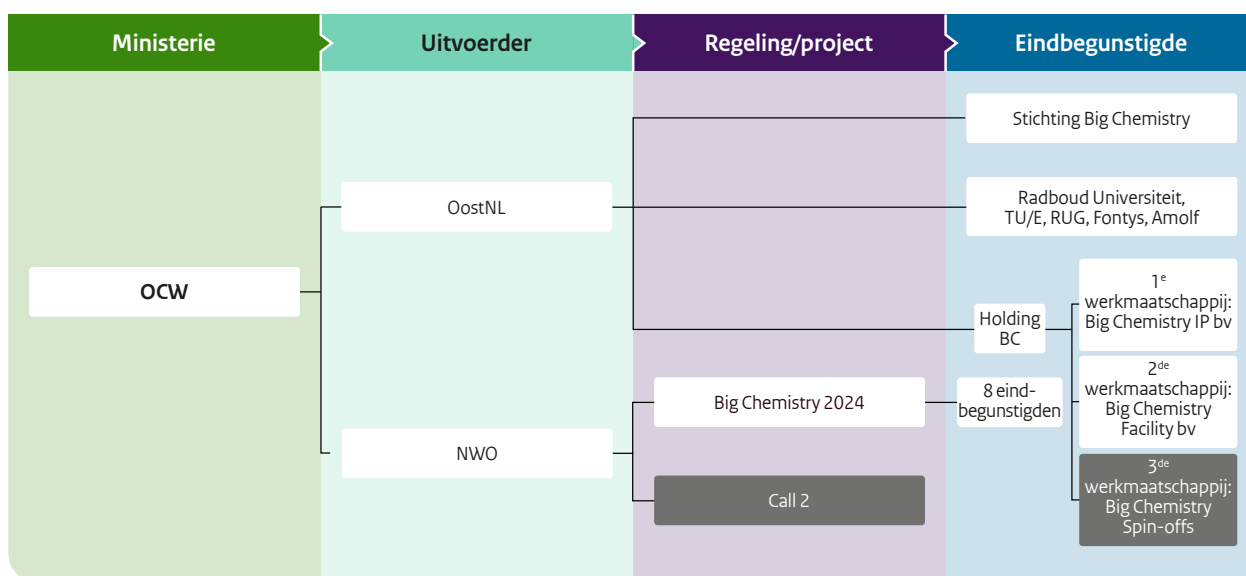 Ministerie
Uitvoerder
Regeling/project
Eindbegunstigde
Stichting Big Chemistry
OostNL
Radboud Universiteit,
TU/E, RUG, Fontys, Amolf
OCW
Holding
BC
1e
werkmaatschappij:
Big Chemistry IP bv
2de
werkmaatschappij:
Big Chemistry
Facility bv
3de
werkmaatschappij:
Big Chemistry
Spin-offs
NWO
Big Chemistry 2024
8 eind-
begunstigden
Call 2